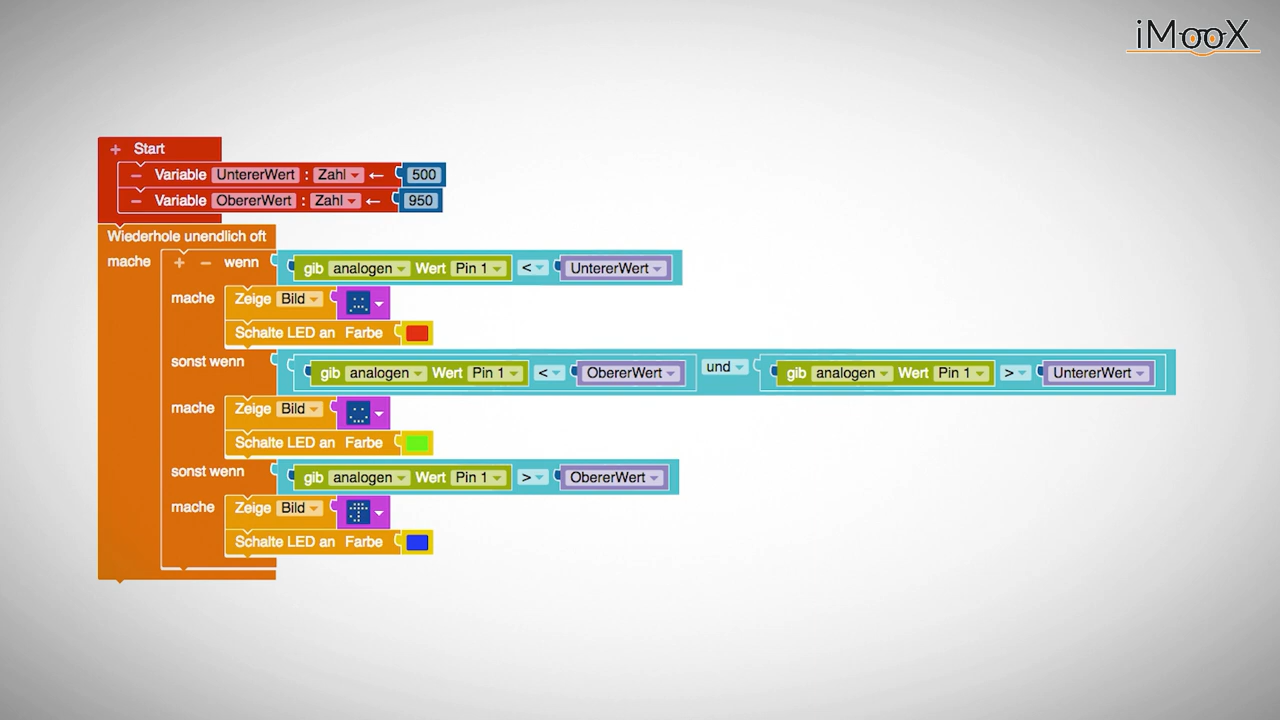 iMooX
+ Start
− Variable UntererWert : Zahl ← 500
− Variable ObererWert : Zahl ← 950
Wiederhole unendlich oft
mache + − wenn gib analogen Wert Pin 1 < UntererWert
mache Zeige Bild
Schalte LED an Farbe
sonst wenn gib analogen Wert Pin 1 < ObererWert und gib analogen Wert Pin 1 > UntererWert
mache Zeige Bild
Schalte LED an Farbe
sonst wenn gib analogen Wert Pin 1 > ObererWert
mache Zeige Bild
Schalte LED an Farbe